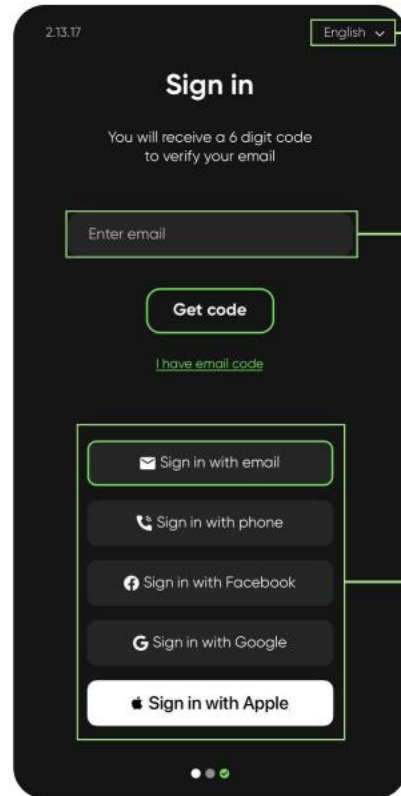 2.13.17
English
Sign in
You will receive a 6 digit code
to verify your email
Enter email
Get code
I have email code
Sign in with email
Sign in with phone
Sign in with Facebook
Sign in with Google
Sign in with Apple